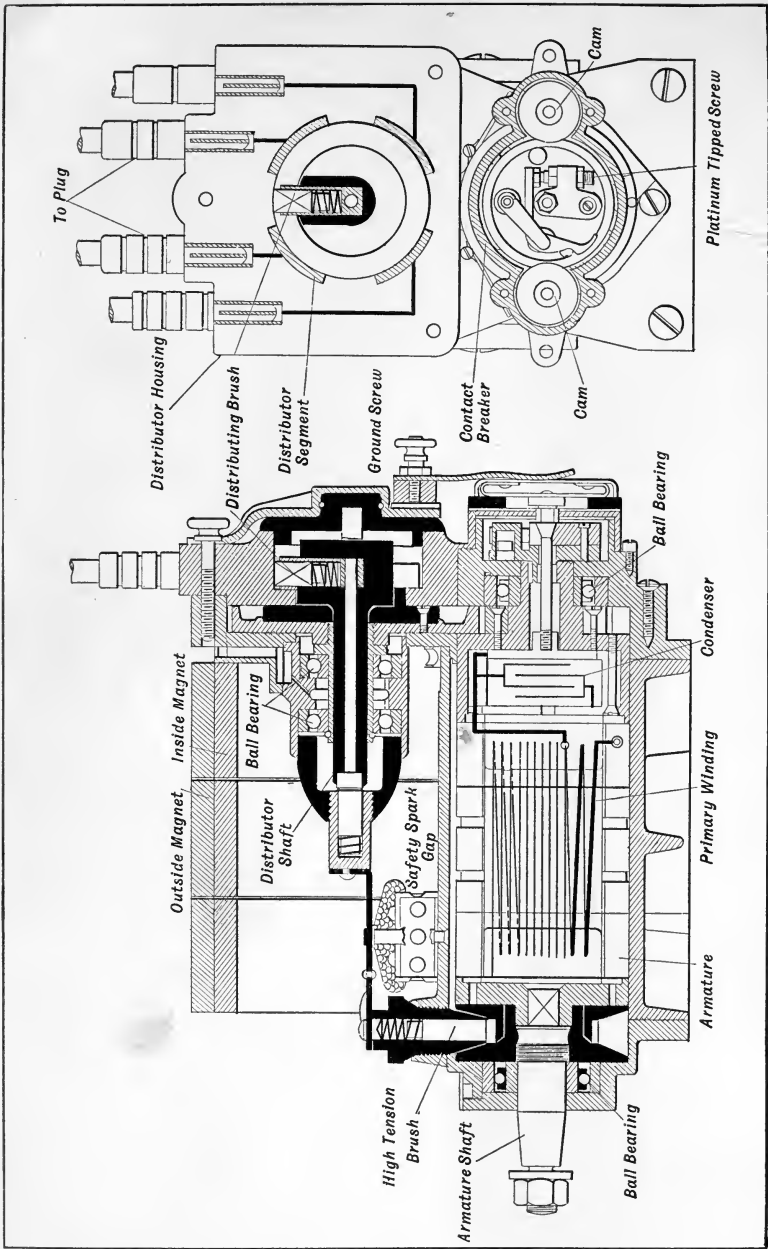 To Plug
Distributor Housing
Distributing Brush
Distributor
Segment
Ground Screw
Contact
Breaker
Cam
Cam
Platinum Tipped Screw
Outside Magnet
Inside Magnet
Ball Bearing
Distributor
Shaft
Safety Spark
Gap
High Tension
Brush
Armature Shaft
Ball Bearing
Armature
Primary Winding
Condenser
Ball Bearing